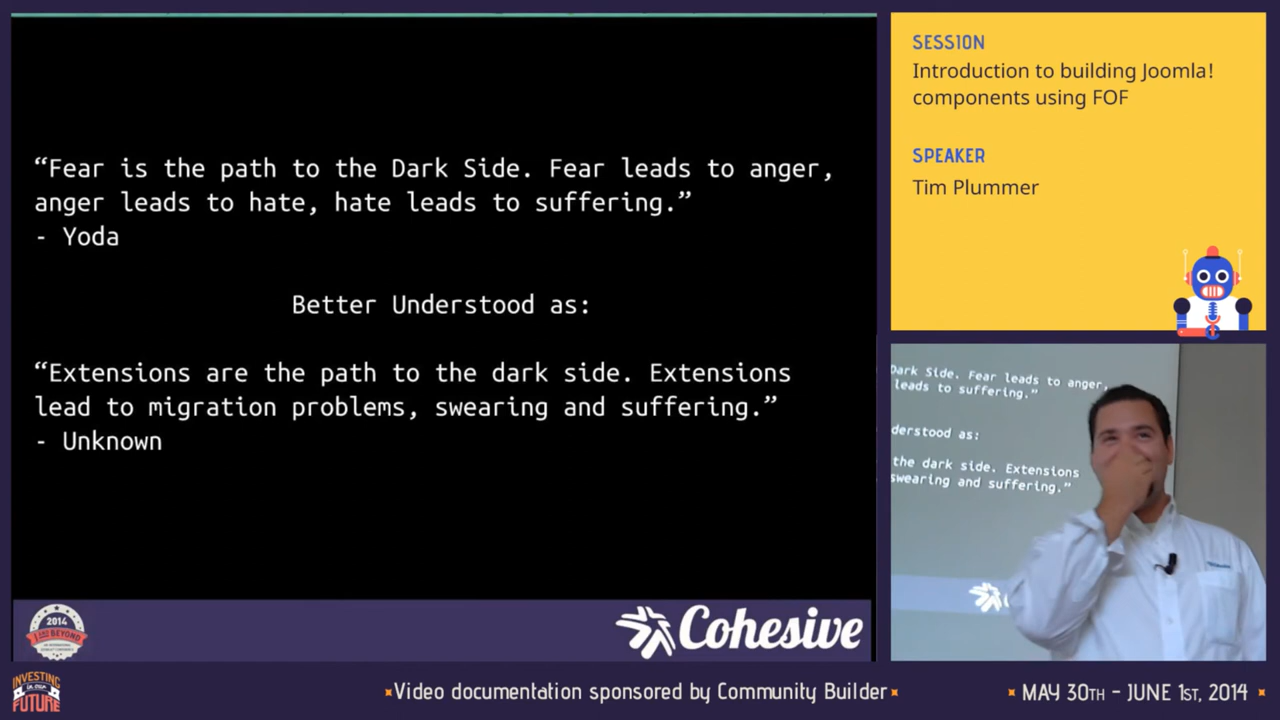 “Fear is the path to the Dark Side. Fear leads to anger,
anger leads to hate, hate leads to suffering.”
- Yoda
Better Understood as:
“Extensions are the path to the dark side. Extensions
lead to migration problems, swearing and suffering.”
- Unknown
2014
BEYOND
Cohesive
SESSION
Introduction to building Joomla!
components using FOF
SPEAKER
Tim Plummer
Dark Side. Fear leads to anger,
leads to suffering.”
derstood as:
the dark side. Extensions
swearing and suffering.”
INVESTING
IN OUR
FUTURE
Video documentation sponsored by Community Builder
MAY 30TH - JUNE 1ST, 2014